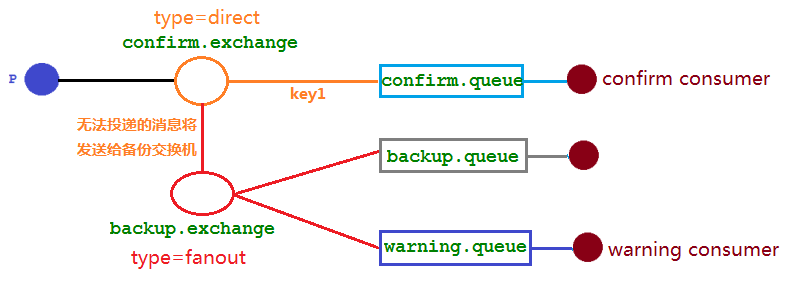 type=direct
confirm.exchange
P
confirm.queue
confirm consumer
key1
无法投递的消息将
发送给备份交换机
backup.queue
backup.exchange
type=fanout
warning.queue
warning consumer